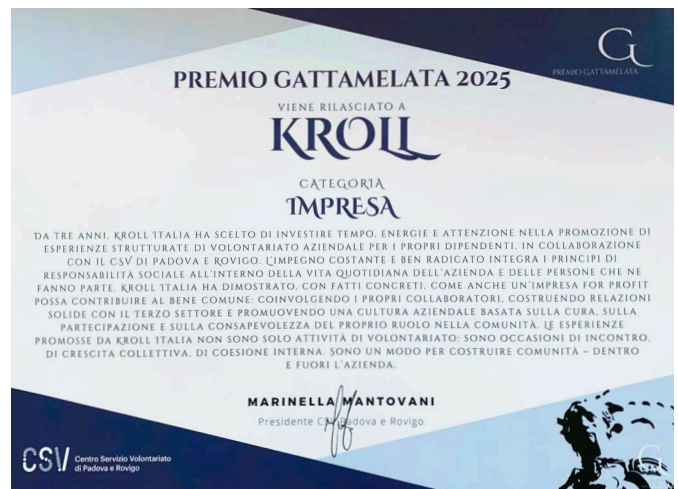 G
PREMIO GATTAMELATA
PREMIO GATTAMELATA 2025
VIENE RILASCIATO A
KROLL
CATEGORIA
IMPRESA
DA TRE ANNI, KROLL ITALIA HA SCELTO DI INVESTIRE TEMPO, ENERGIE E ATTENZIONE NELLA PROMOZIONE DI
ESPERIENZE STRUTTURATE DI VOLONTARIATO AZIENDALE PER I PROPRI DIPENDENTI, IN COLLABORAZIONE
CON IL CSV DI PADOVA E ROVIGO. L'IMPEGNO COSTANTE E BEN RADICATO INTEGRA I PRINCIPI DI
RESPONSABILITÀ SOCIALE ALL'INTERNO DELLA VITA QUOTIDIANA DELL'AZIENDA E DELLE PERSONE CHE NE
FANNO PARTE. KROLL ITALIA HA DIMOSTRATO, CON FATTI CONCRETI, COME ANCHE UN'IMPRESA FOR PROFIT
POSSA CONTRIBUIRE AL BENE COMUNE: COINVOLGENDO I PROPRI COLLABORATORI, COSTRUENDO RELAZIONI
SOLIDE CON IL TERZO SETTORE E PROMUOVENDO UNA CULTURA AZIENDALE BASATA SULLA CURA, SULLA
PARTECIPAZIONE E SULLA CONSAPEVOLEZZA DEL PROPRIO RUOLO NELLA COMUNITÀ. LE ESPERIENZE
PROMOSSE DA KROLL ITALIA NON SONO SOLO ATTIVITÀ DI VOLONTARIATO: SONO OCCASIONI DI INCONTRO,
DI CRESCITA COLLETTIVA, DI COESIONE INTERNA. SONO UN MODO PER COSTRUIRE COMUNITÀ – DENTRO
E FUORI L'AZIENDA.
MARINELLA MANTOVANI
Presidente CSV Padova e Rovigo
CSV Centro Servizio Volontariato
di Padova e Rovigo
G